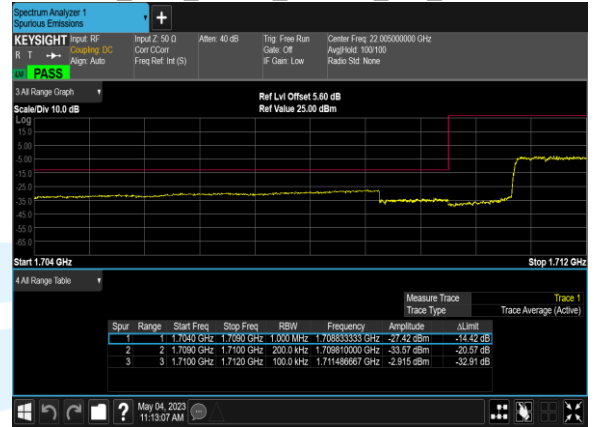 Spectrum Analyzer 1
Spurious Emissions
KEYSIGHT Input: RF Input Z: 50 Ω Atten: 40 dB Trig: Free Run Center Freq: 22.005000000 GHz
R T Coupling: DC Corr CCorr Gate: Off Avg|Hold: 100/100
Align: Auto Freq Ref: Int (S) IF Gain: Low Radio Std: None
PASS
3 All Range Graph
Ref Lvl Offset 5.60 dB
Scale/Div 10.0 dB Ref Value 25.00 dBm
Log
15.0
5.00
-5.00
-15.0
-25.0
-35.0
-45.0
-55.0
-65.0
Start 1.704 GHz Stop 1.712 GHz
4 All Range Table
Measure Trace Trace 1
Trace Type Trace Average (Active)
Spur Range Start Freq Stop Freq RBW Frequency Amplitude ΔLimit
1 1 1.7040 GHz 1.7090 GHz 1.000 MHz 1.708833333 GHz -27.42 dBm -14.42 dB
2 2 1.7090 GHz 1.7100 GHz 200.0 kHz 1.709810000 GHz -33.57 dBm -20.57 dB
3 3 1.7100 GHz 1.7120 GHz 100.0 kHz 1.711486667 GHz -2.915 dBm -32.91 dB
? May 04, 2023
11:13:07 AM